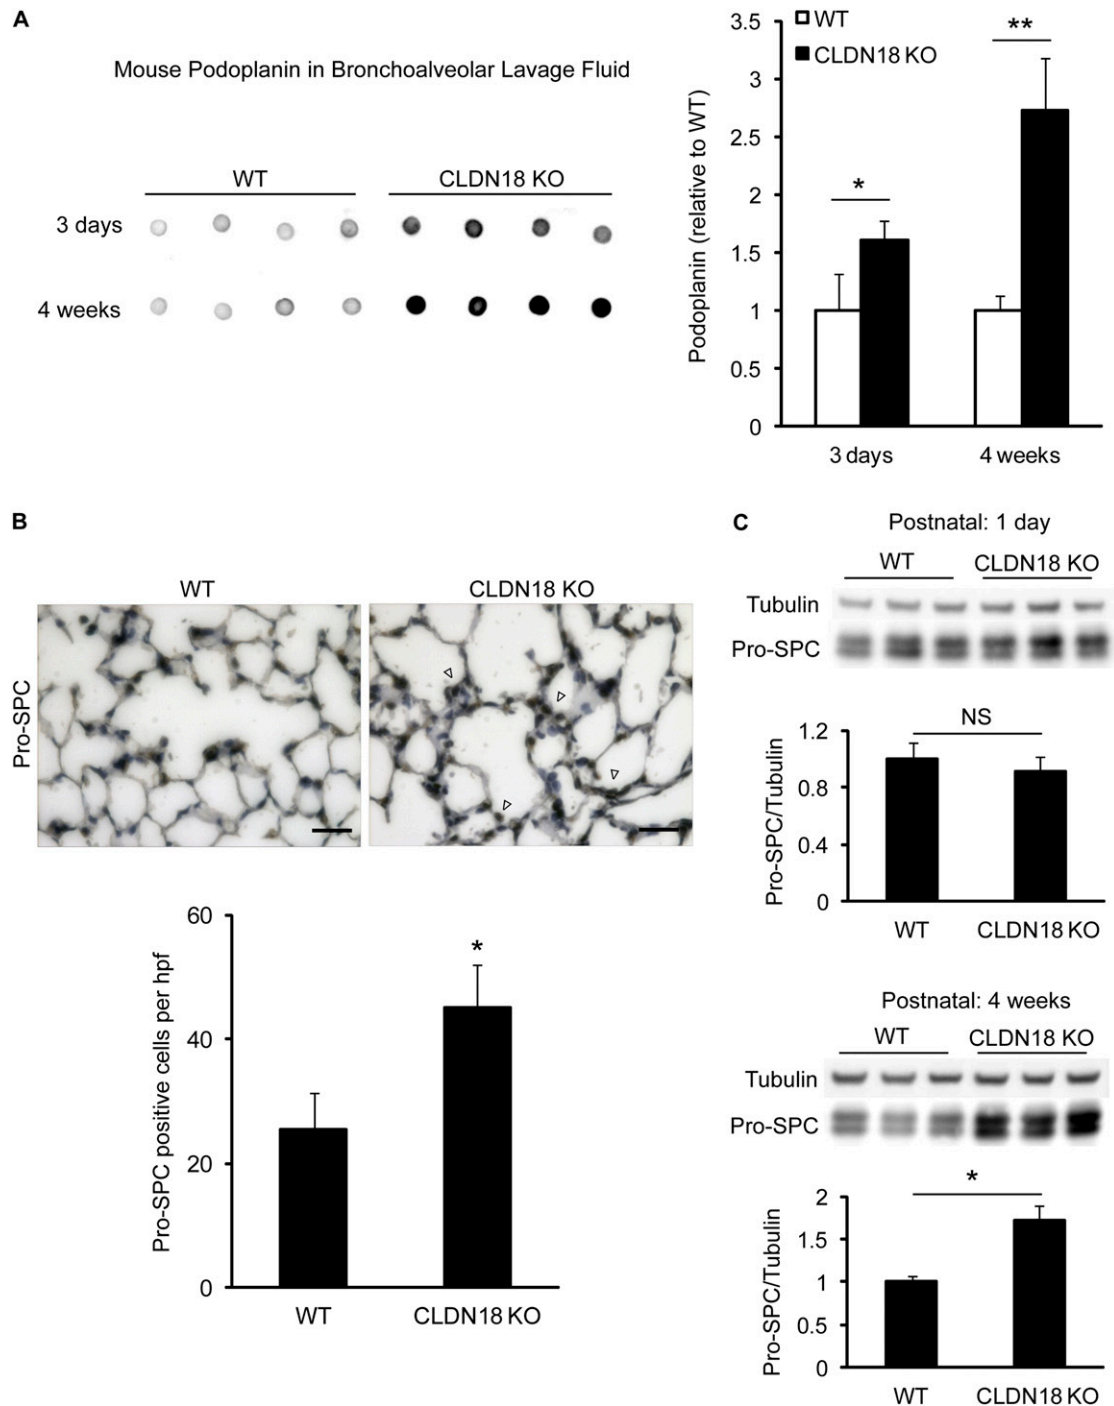 A
Mouse Podoplanin in Bronchoalveolar Lavage Fluid
WT CLDN18 KO
3 days
4 weeks
WT
CLDN18 KO
Podoplanin (relative to WT)
3.5
3
2.5
2
1.5
1
0.5
0
*
**
3 days 4 weeks
B
WT CLDN18 KO
Pro-SPC
Pro-SPC positive cells per hpf
60
40
20
0
*
WT CLDN18 KO
C
Postnatal: 1 day
WT CLDN18 KO
Tubulin
Pro-SPC
Pro-SPC/Tubulin
1.2
0.8
0.4
0
NS
WT CLDN18 KO
Postnatal: 4 weeks
WT CLDN18 KO
Tubulin
Pro-SPC
Pro-SPC/Tubulin
2
1.5
1
0.5
0
*
WT CLDN18 KO